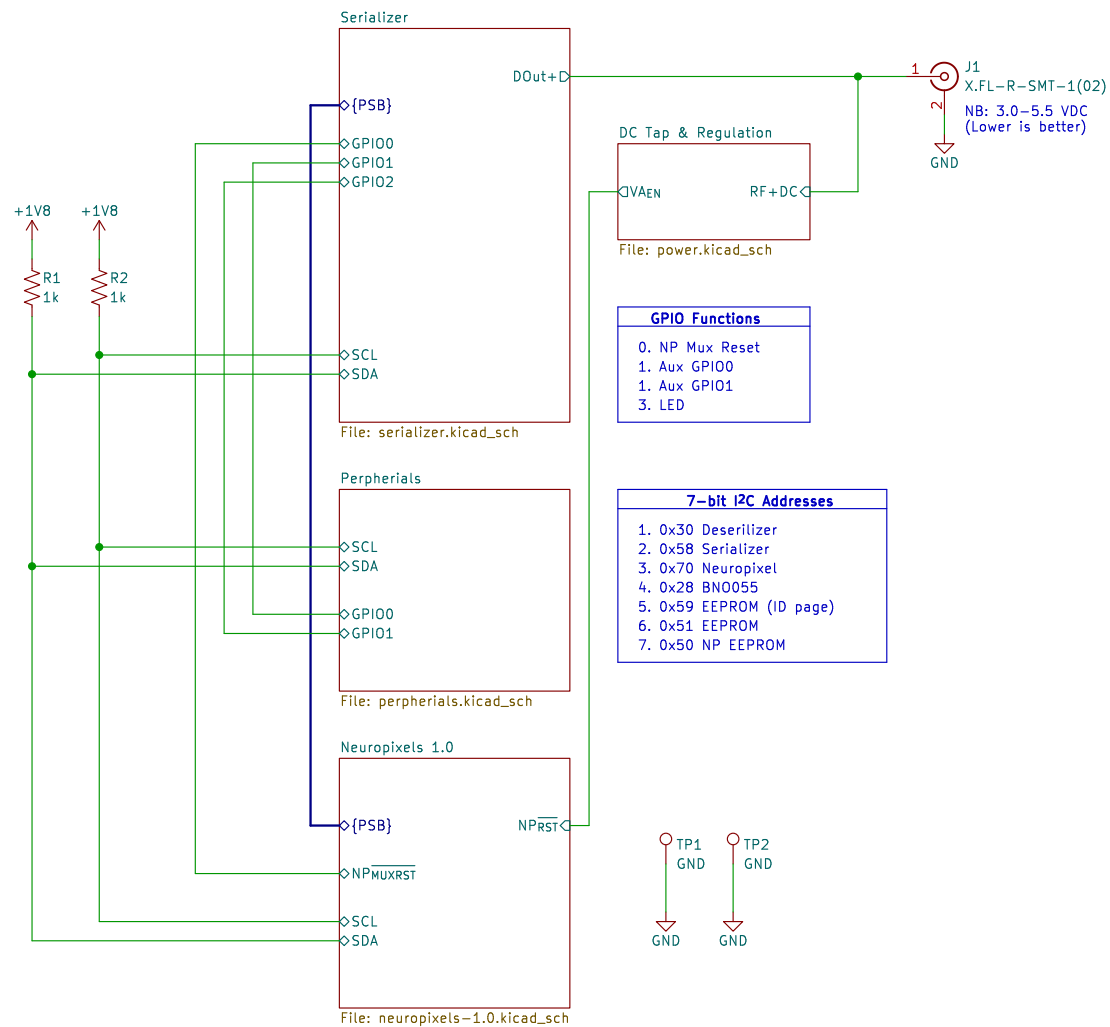 Serializer
DOut+
{PSB}
GPIO0
GPIO1
GPIO2
SCL
SDA
File: serializer.kicad_sch
1
2
J1
X.FL-R-SMT-1(02)
NB: 3.0-5.5 VDC
(Lower is better)
GND
DC Tap & Regulation
VAEN
RF+DC
File: power.kicad_sch
+1V8
R1
1k
+1V8
R2
1k
GPIO Functions
0. NP Mux Reset
1. Aux GPIO0
1. Aux GPIO1
3. LED
Perpherials
SCL
SDA
GPIO0
GPIO1
File: perpherials.kicad_sch
7-bit I²C Addresses
1. 0x30 Deserilizer
2. 0x58 Serializer
3. 0x70 Neuropixel
4. 0x28 BNO055
5. 0x59 EEPROM (ID page)
6. 0x51 EEPROM
7. 0x50 NP EEPROM
Neuropixels 1.0
{PSB}
NPRST
NPMUXRST
SCL
SDA
File: neuropixels-1.0.kicad_sch
TP1
GND
GND
TP2
GND
GND